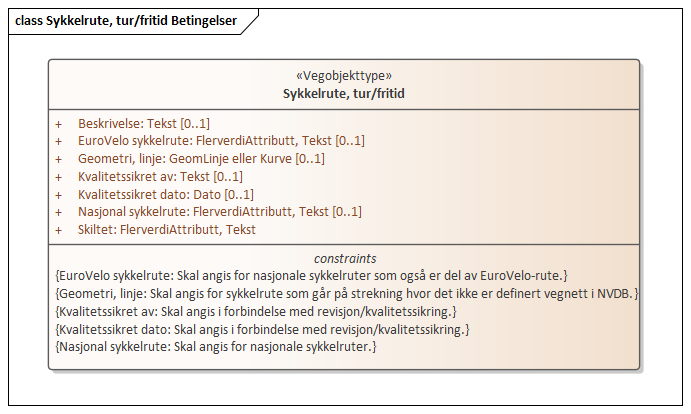 class Sykkelrute, tur/fritid Betingelser
«Vegobjekttype»
Sykkelrute, tur/fritid
+ Beskrivelse: Tekst [0..1]
+ EuroVelo sykkelrute: FlerverdiAttributt, Tekst [0..1]
+ Geometri, linje: GeomLinje eller Kurve [0..1]
+ Kvalitetssikret av: Tekst [0..1]
+ Kvalitetssikret dato: Dato [0..1]
+ Nasjonal sykkelrute: FlerverdiAttributt, Tekst [0..1]
+ Skiltet: FlerverdiAttributt, Tekst
constraints
{EuroVelo sykkelrute: Skal angis for nasjonale sykkelruter som også er del av EuroVelo-rute.}
{Geometri, linje: Skal angis for sykkelrute som går på strekning hvor det ikke er definert vegnett i NVDB.}
{Kvalitetssikret av: Skal angis i forbindelse med revisjon/kvalitetssikring.}
{Kvalitetssikret dato: Skal angis i forbindelse med revisjon/kvalitetssikring.}
{Nasjonal sykkelrute: Skal angis for nasjonale sykkelruter.}